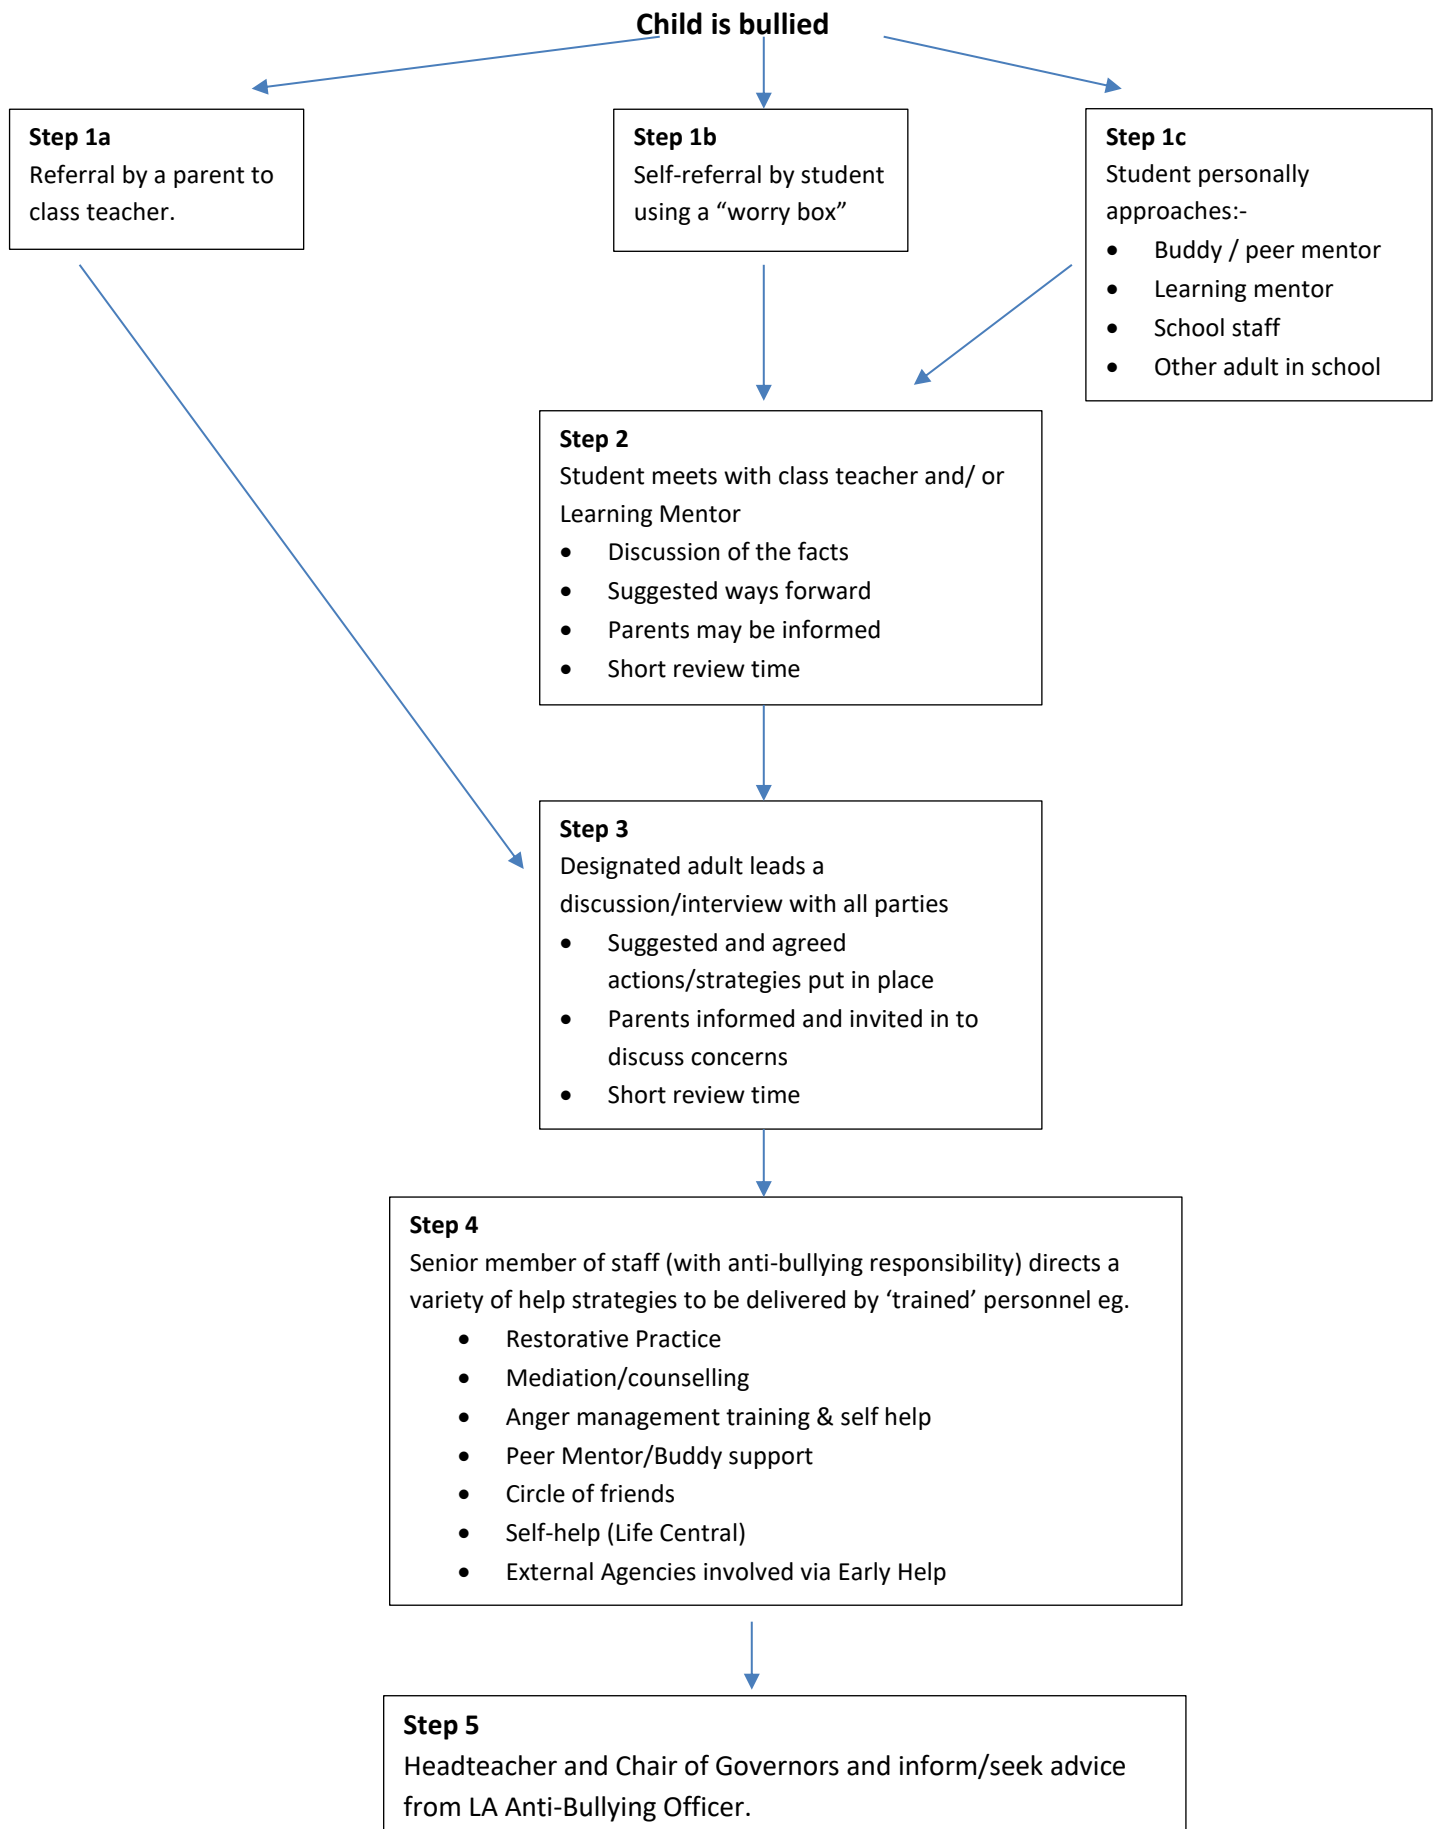 Child is bullied
Step 1a
Referral by a parent to
class teacher.
Step 1b
Self-referral by student
using a “worry box”
Step 1c
Student personally
approaches:-
• Buddy / peer mentor
• Learning mentor
• School staff
• Other adult in school
Step 2
Student meets with class teacher and/ or
Learning Mentor
• Discussion of the facts
• Suggested ways forward
• Parents may be informed
• Short review time
Step 3
Designated adult leads a
discussion/interview with all parties
• Suggested and agreed
actions/strategies put in place
• Parents informed and invited in to
discuss concerns
• Short review time
Step 4
Senior member of staff (with anti-bullying responsibility) directs a
variety of help strategies to be delivered by ‘trained’ personnel eg.
• Restorative Practice
• Mediation/counselling
• Anger management training & self help
• Peer Mentor/Buddy support
• Circle of friends
• Self-help (Life Central)
• External Agencies involved via Early Help
Step 5
Headteacher and Chair of Governors and inform/seek advice
from LA Anti-Bullying Officer.